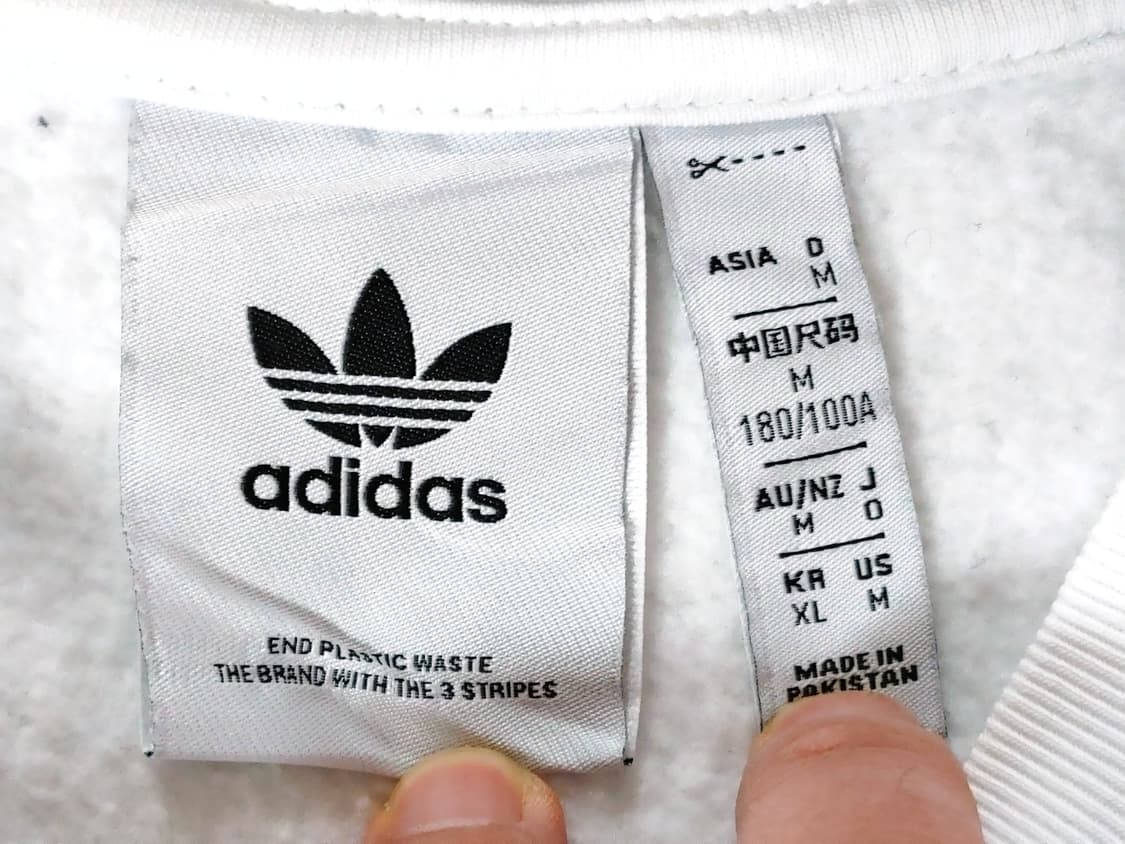 adidas
END PLASTIC WASTE
THE BRAND WITH THE 3 STRIPES
ASIA D
M
中国尺码
M
180/100A
AU/NZ J
M O
KR US
XL M
MADE IN
PAKISTAN